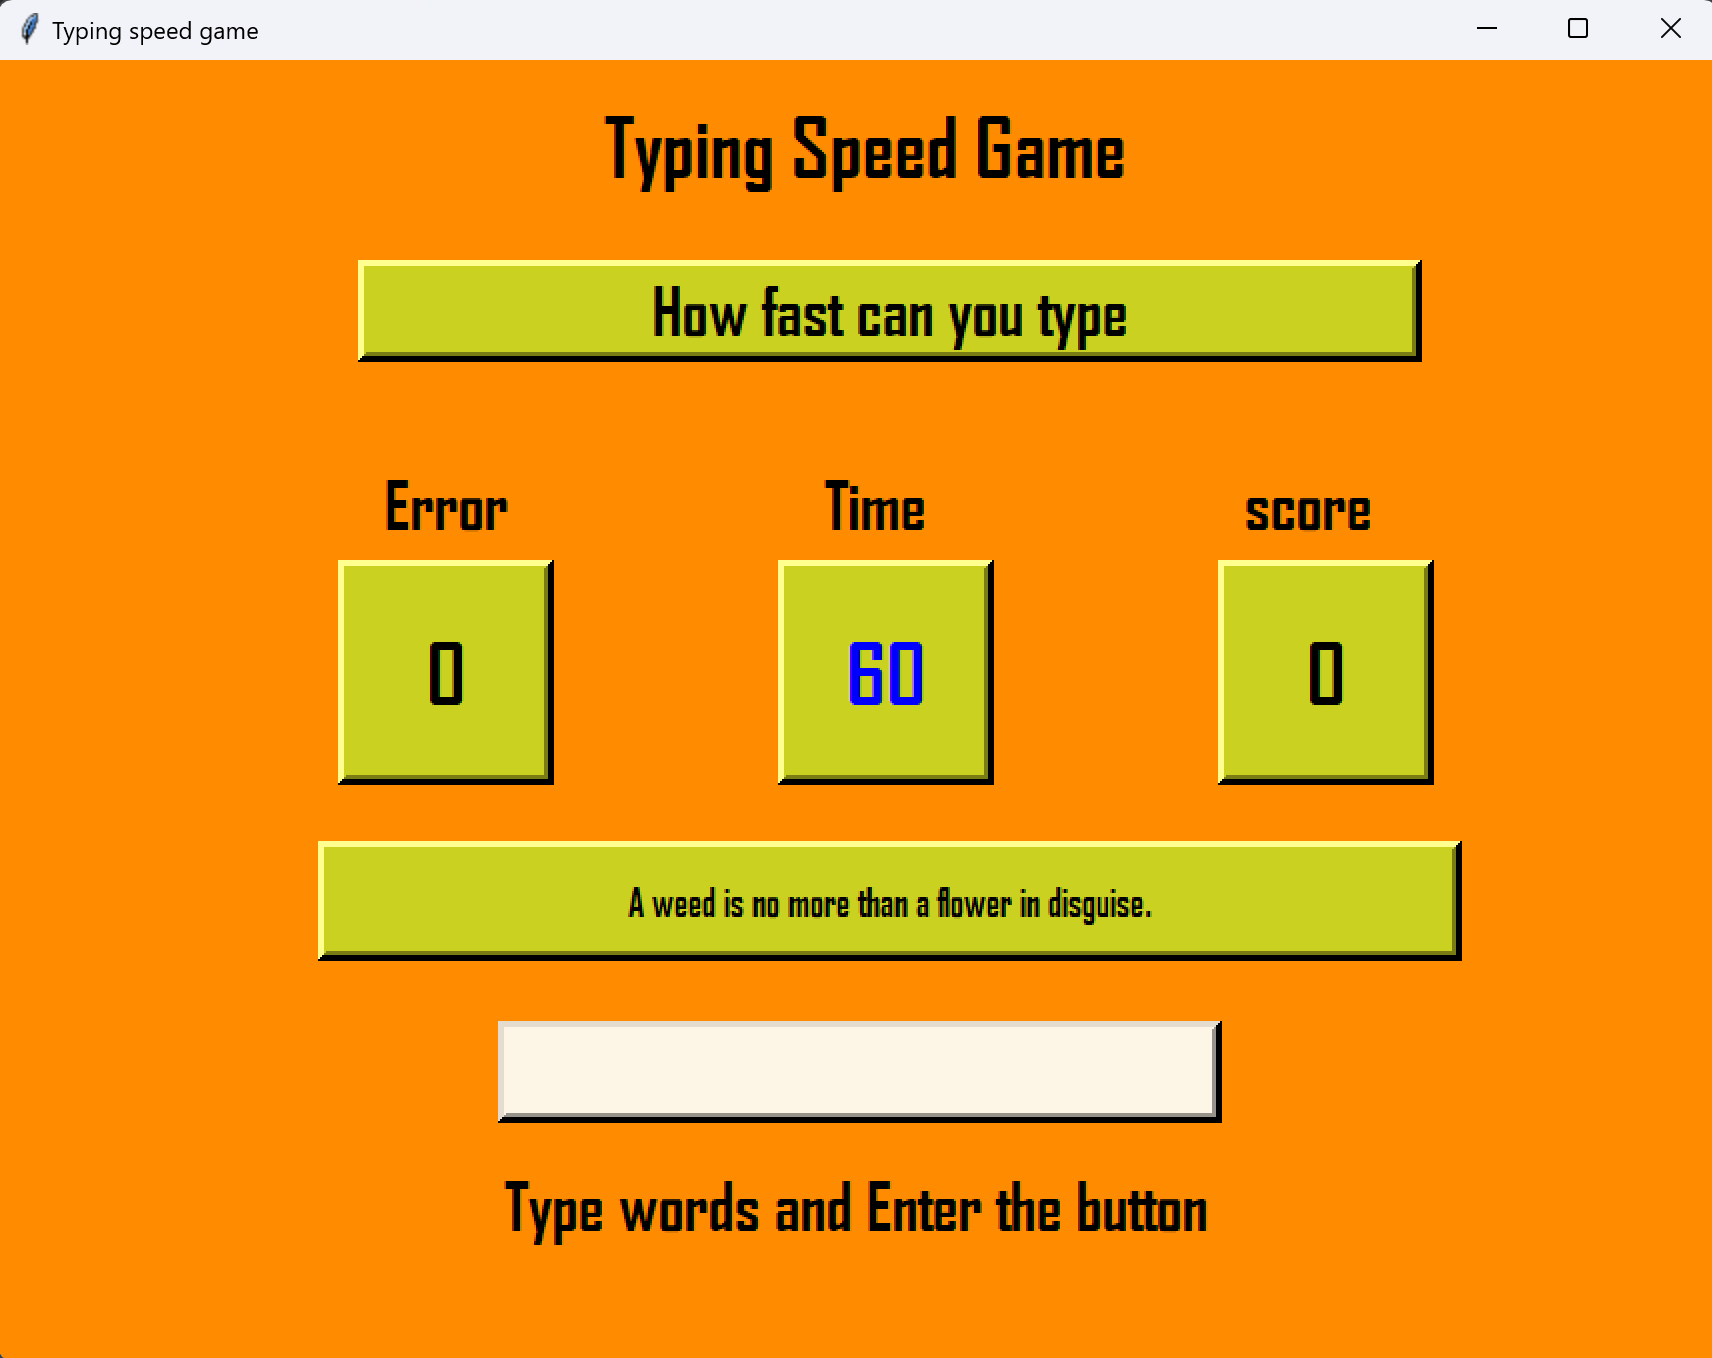 Typing speed game
Typing Speed Game
How fast can you type
Error Time score
0 60 0
A weed is no more than a flower in disguise.
Type words and Enter the button